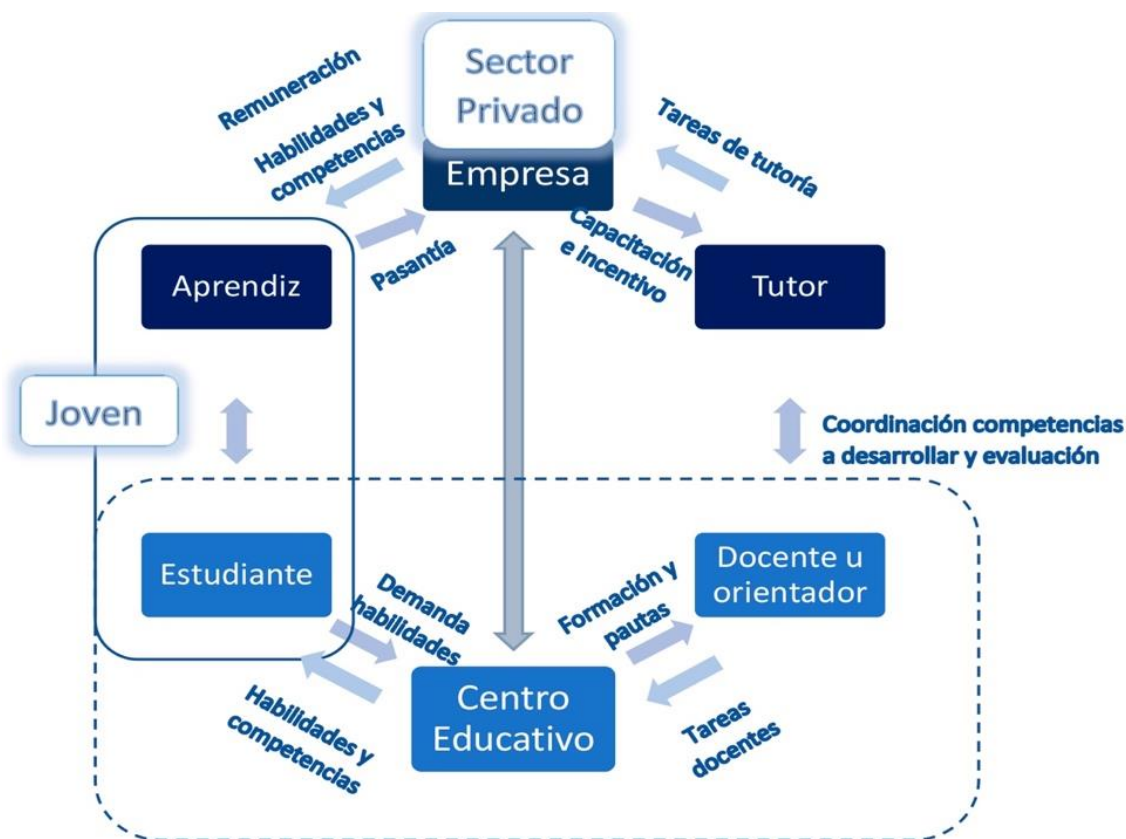 Sector
Privado
Empresa
Remuneración
Habilidades y
competencias
Pasantía
Tareas de tutoría
Capacitación
e incentivo
Aprendiz
Tutor
Joven
Coordinación competencias
a desarrollar y evaluación
Estudiante
Docente u
orientador
Demanda
habilidades
Formación y
pautas
Centro
Educativo
Habilidades y
competencias
Tareas
docentes